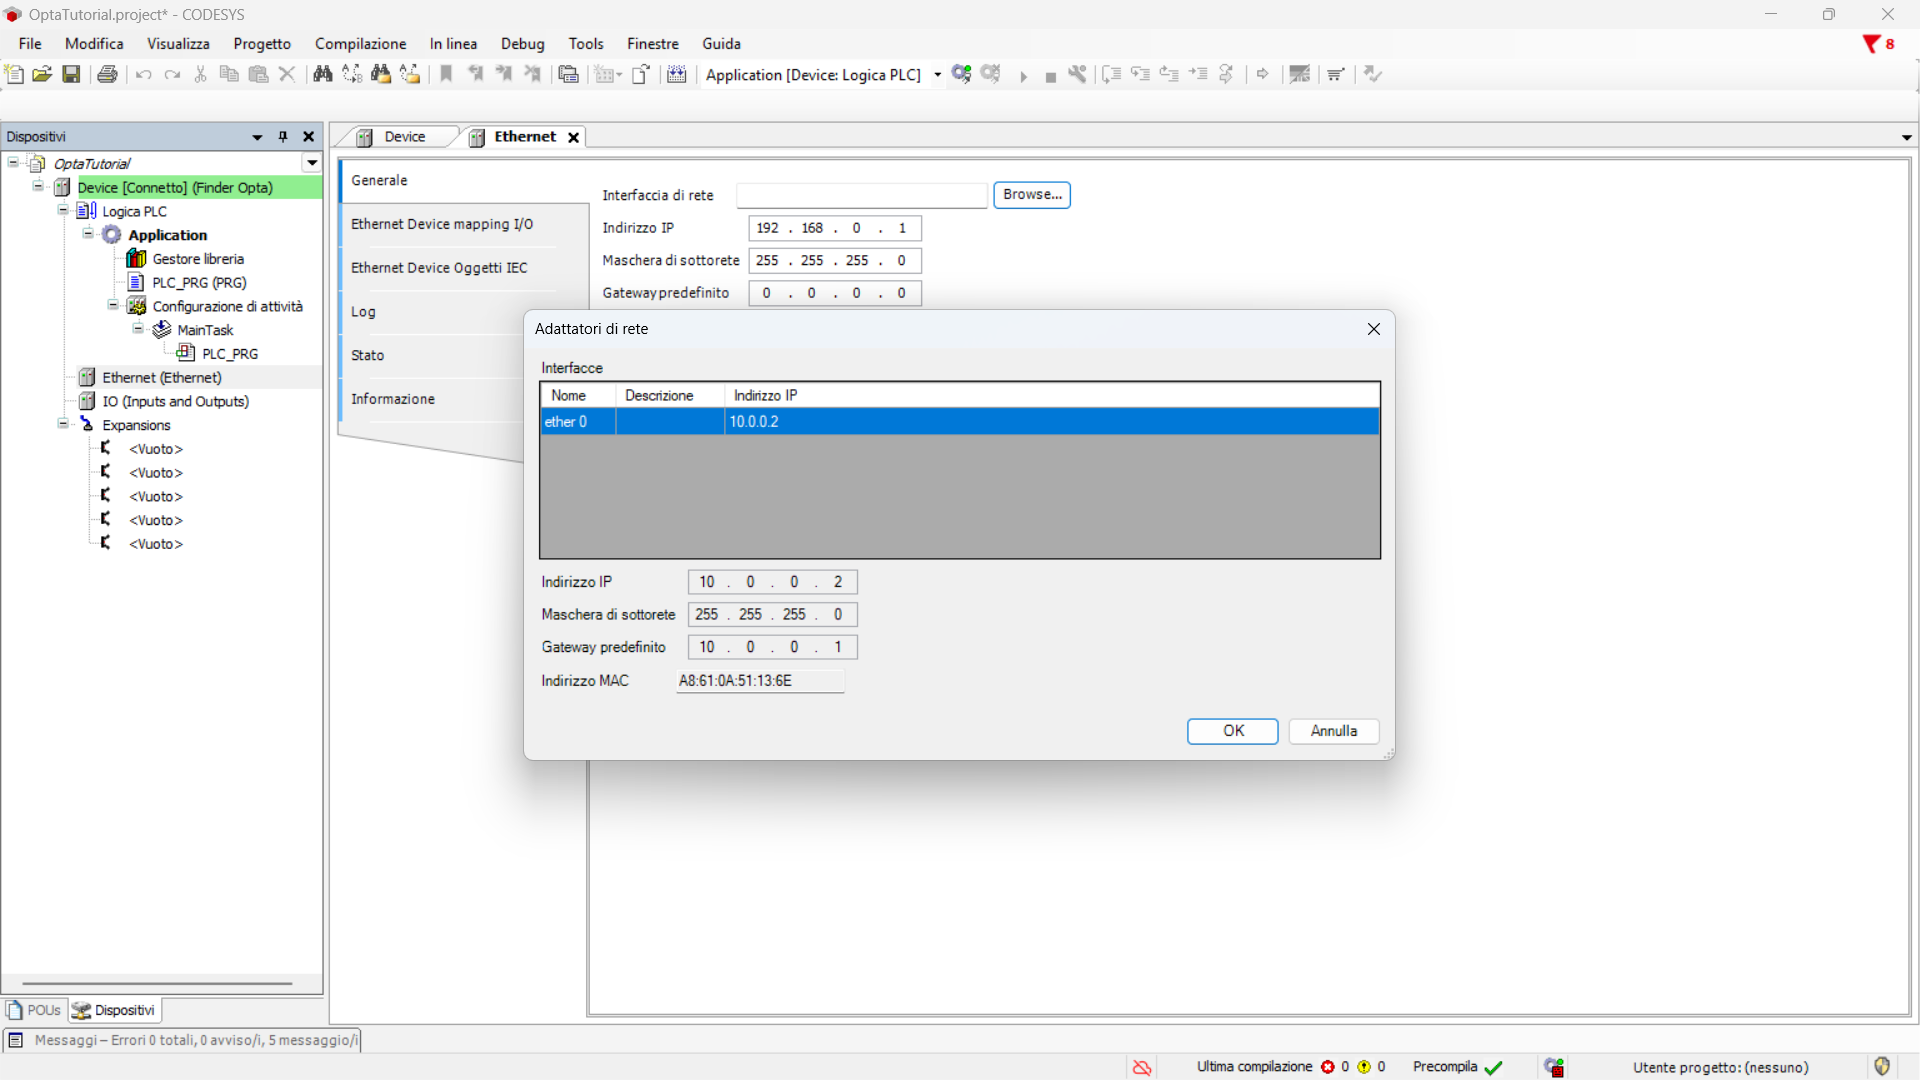 OptaTutorial.project* - CODESYS
File Modifica Visualizza Progetto Compilazione In linea Debug Tools Finestre Guida
8
Application [Device: Logica PLC]
Dispositivi
OptaTutorial
Device [Connetto] (Finder Opta)
Logica PLC
Application
Gestore libreria
PLC_PRG (PRG)
Configurazione di attività
MainTask
PLC_PRG
Ethernet (Ethernet)
IO (Inputs and Outputs)
Expansions
<Vuoto>
<Vuoto>
<Vuoto>
<Vuoto>
<Vuoto>
POUs Dispositivi
Device Ethernet
Generale
Ethernet Device mapping I/O
Ethernet Device Oggetti IEC
Log
Stato
Informazione
Interfaccia di rete Browse...
Indirizzo IP 192 . 168 . 0 . 1
Maschera di sottorete 255 . 255 . 255 . 0
Gateway predefinito 0 . 0 . 0 . 0
Adattatori di rete
Interfacce
Nome Descrizione Indirizzo IP
ether 0 10.0.0.2
Indirizzo IP 10 . 0 . 0 . 2
Maschera di sottorete 255 . 255 . 255 . 0
Gateway predefinito 10 . 0 . 0 . 1
Indirizzo MAC A8:61:0A:51:13:6E
OK Annulla
Messaggi – Errori 0 totali, 0 avviso/i, 5 messaggio/i
Ultima compilazione 0 0 Precompila Utente progetto: (nessuno)